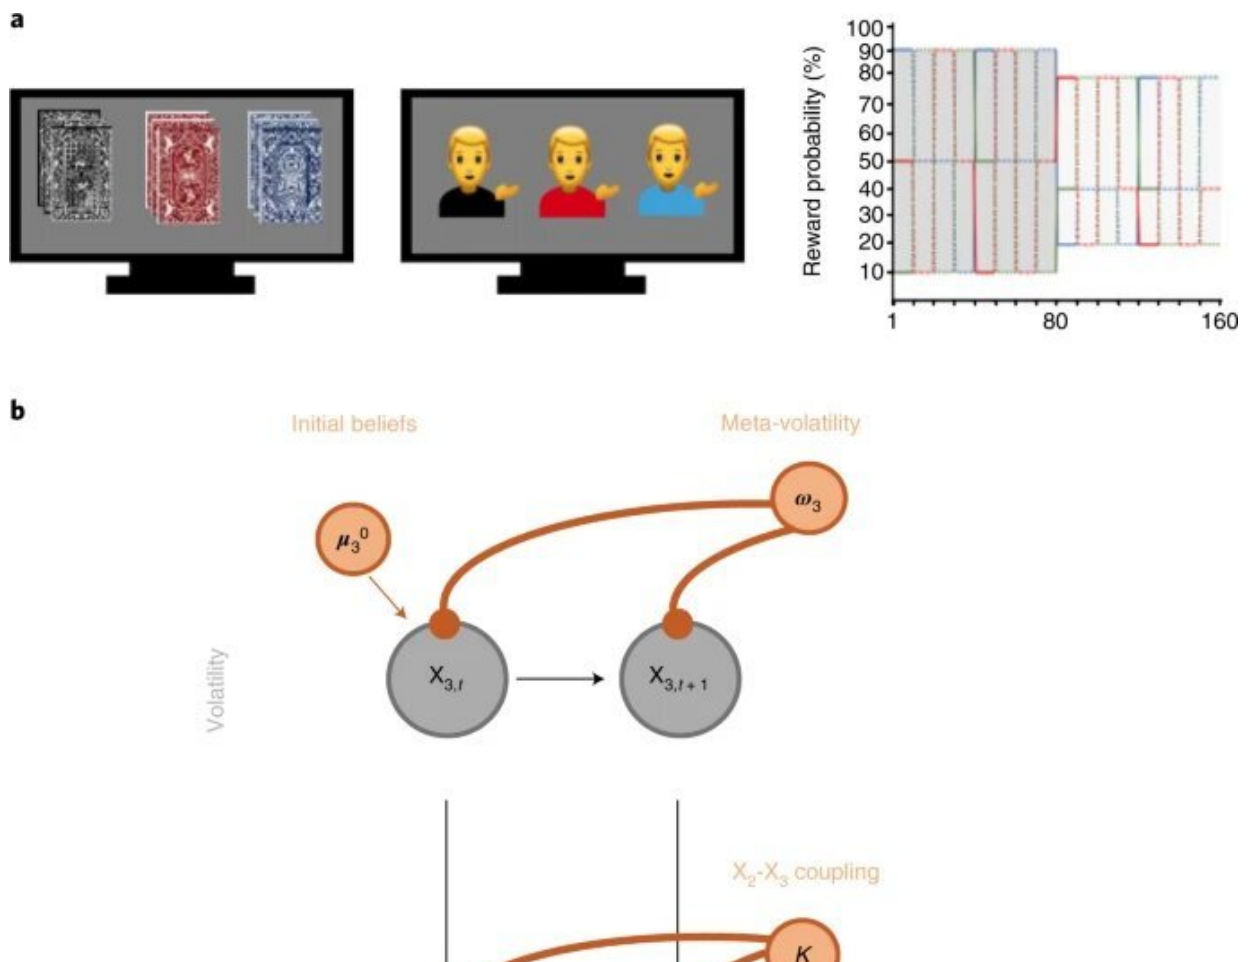 a
Reward probability (%)
100
90
80
70
60
50
40
30
20
10
1
80
160
b
Initial beliefs
Meta-volatility
ω₃
μ₃⁰
Volatility
X₃,t
X₃,t + 1
X₂-X₃ coupling
K